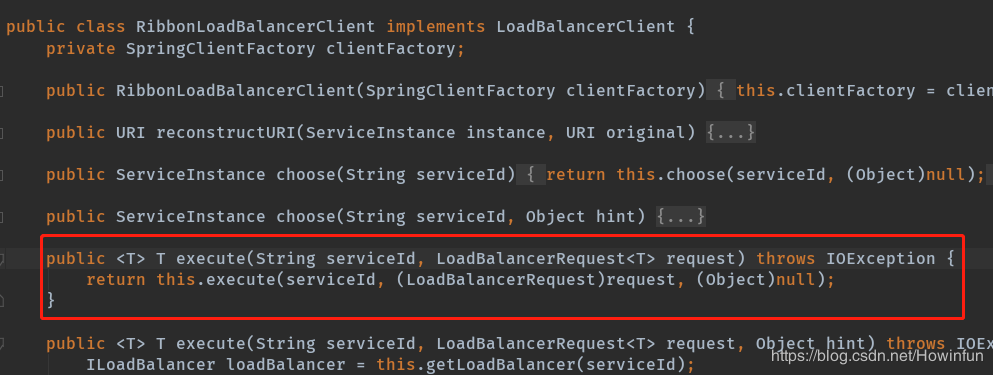 public class RibbonLoadBalancerClient implements LoadBalancerClient {
    private SpringClientFactory clientFactory;
    public RibbonLoadBalancerClient(SpringClientFactory clientFactory) { this.clientFactory = clien
    public URI reconstructURI(ServiceInstance instance, URI original) {...}
    public ServiceInstance choose(String serviceId) { return this.choose(serviceId, (Object)null);
    public ServiceInstance choose(String serviceId, Object hint) {...}
    public <T> T execute(String serviceId, LoadBalancerRequest<T> request) throws IOException {
        return this.execute(serviceId, (LoadBalancerRequest)request, (Object)null);
    }
    public <T> T execute(String serviceId, LoadBalancerRequest<T> request, Object hint) throws IOEx
        ILoadBalancer loadBalancer = this.getLoadBalancer(serviceId);
https://blog.csdn.net/Howinfun